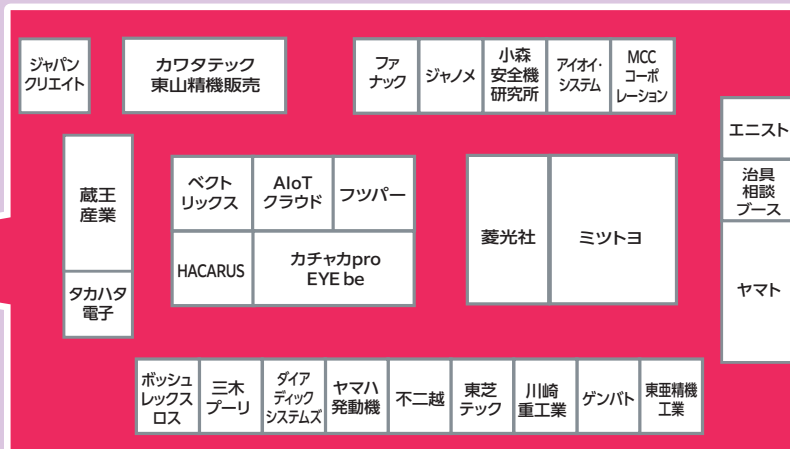 ジャパン
クリエイト
カワタテック
東山精機販売
ファ
ナック
ジャノメ
小森
安全機
研究所
アイオイ・
システム
MCC
コーポ
レーション
エニスト
治具
相談
ブース
ヤマト
蔵王
産業
タカハタ
電子
ベクト
リックス
AIoT
クラウド
フツパー
HACARUS
カチャカpro
EYE be
菱光社
ミツトヨ
ボッシュ
レックス
ロス
三木
プーリ
ダイア
ディック
システムズ
ヤマハ
発動機
不二越
東芝
テック
川崎
重工業
ゲンバト
東亜精機
工業